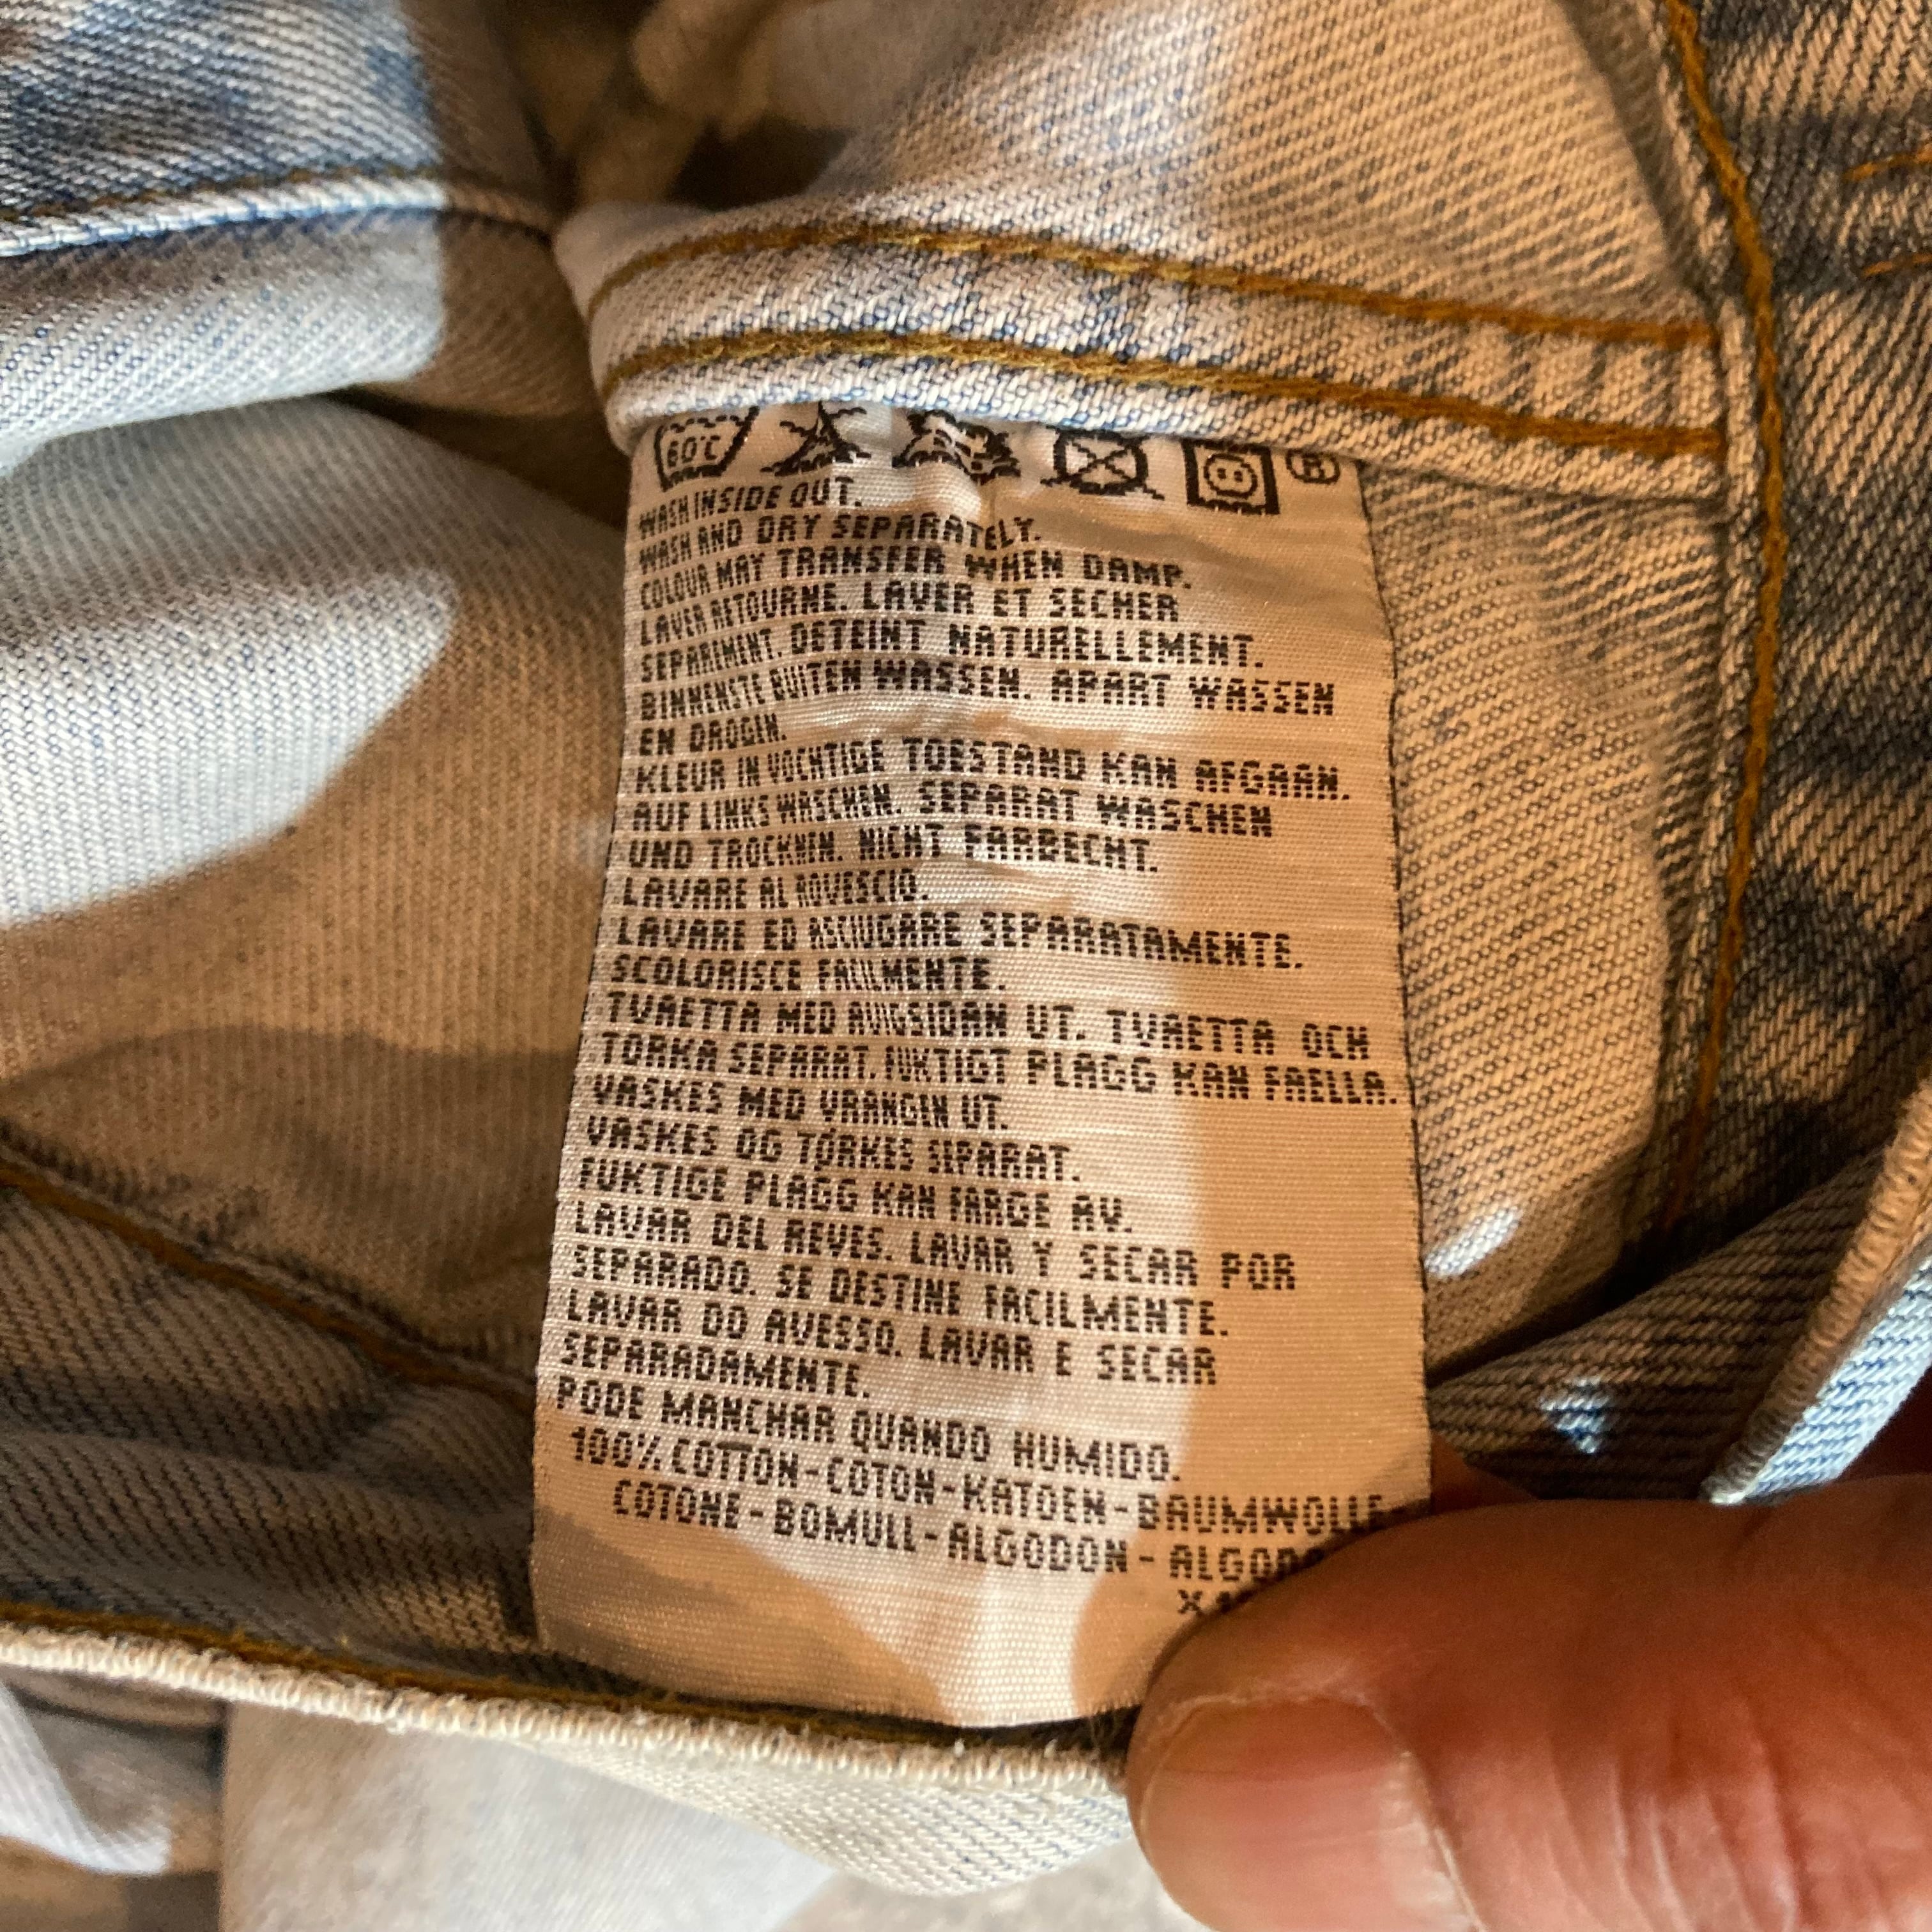 60°C
®
WASH INSIDE OUT.
WASH AND DRY SEPARATELY.
COLOUR MAY TRANSFER WHEN DAMP.
LAVER RETOURNE. LAVER ET SECHER
SEPAREMENT. DETEINT NATURELLEMENT.
BINNENSTE BUITEN WASSEN. APART WASSEN
EN DROGEN.
KLEUR IN VOCHTIGE TOESTAND KAN AFGAAN.
AUF LINKS WASCHEN. SEPARAT WASCHEN
UND TROCKNEN. NICHT FARBECHT.
LAVARE AL ROVESCIO.
LAVARE ED ASCIUGARE SEPARATAMENTE.
SCOLORISCE FACILMENTE.
TVAETTA MED AVIGSIDAN UT. TVAETTA OCH
TORKA SEPARAT. FUKTIGT PLAGG KAN FAELLA.
VASKES MED VRANGEN UT.
VASKES OG TØRKES SEPARAT.
FUKTIGE PLAGG KAN FARGE AV.
LAVAR DEL REVES. LAVAR Y SECAR POR
SEPARADO. SE DESTINE FACILMENTE.
LAVAR DO AVESSO. LAVAR E SECAR
SEPARADAMENTE.
PODE MANCHAR QUANDO HUMIDO.
100% COTTON-COTON-KATOEN-BAUMWOLLE
COTONE-BOMULL-ALGODON-